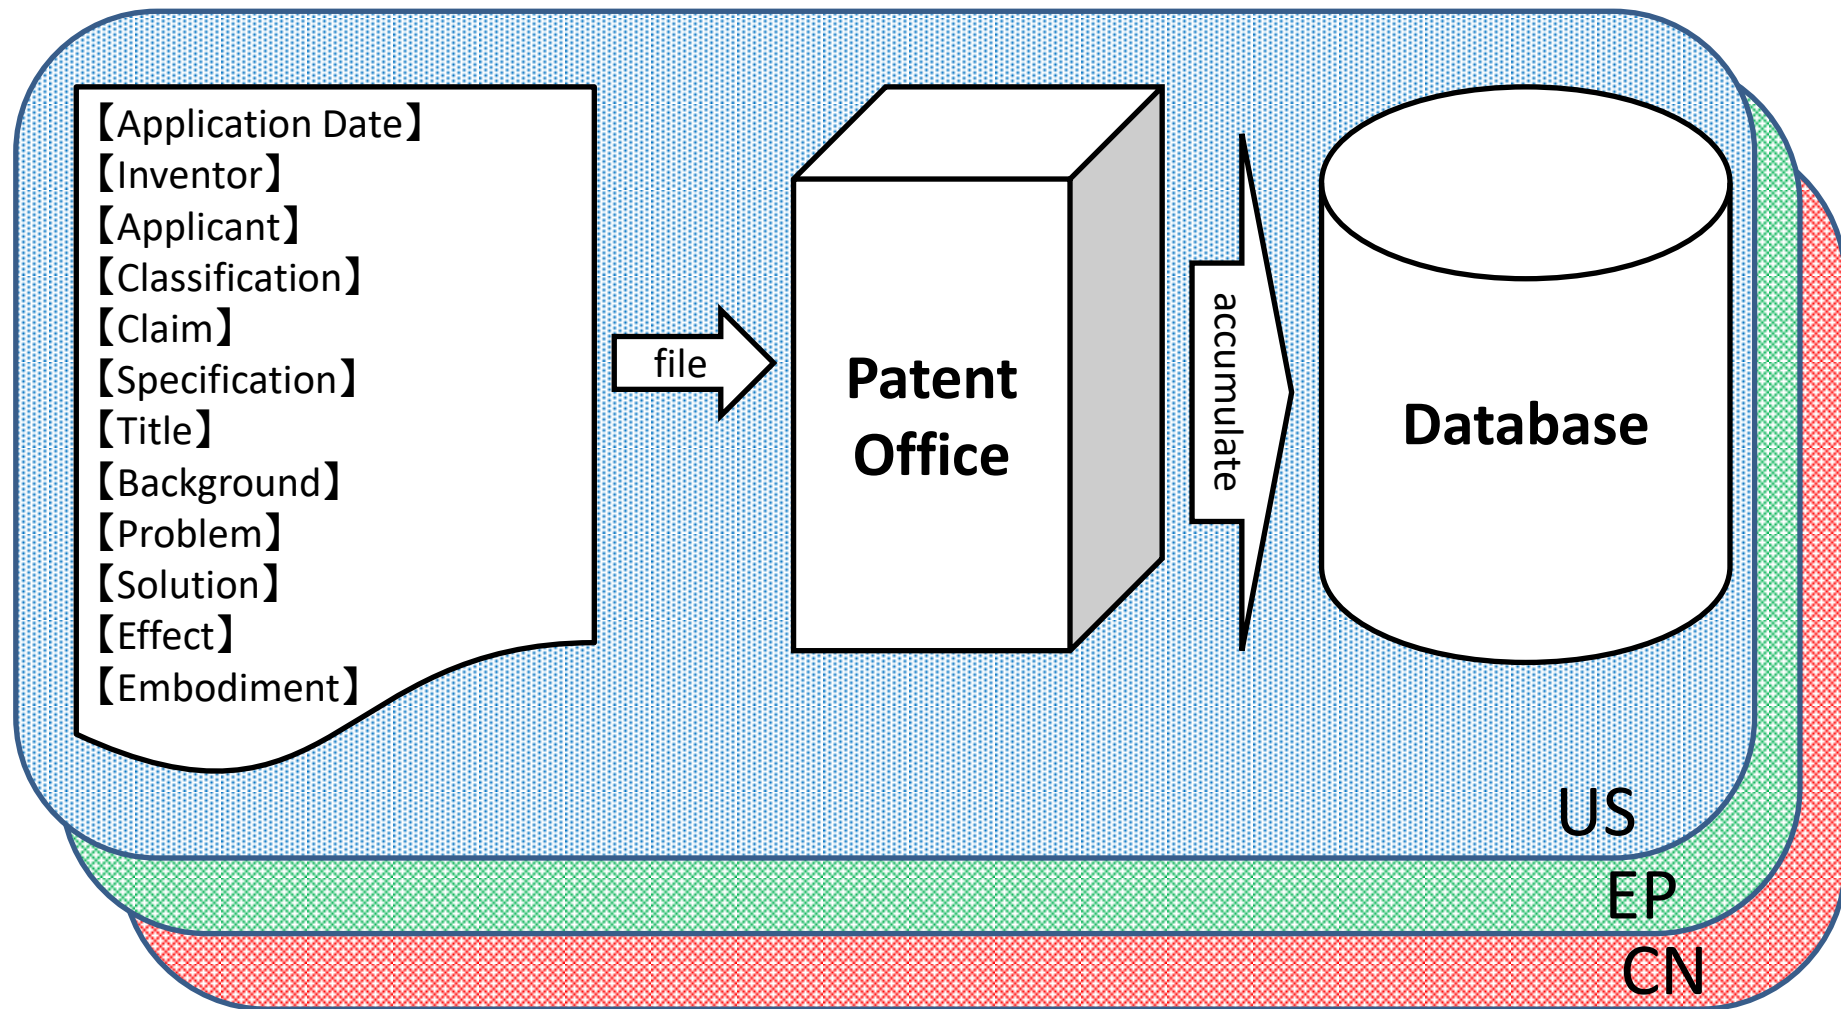 【Application Date】
【Inventor】
【Applicant】
【Classification】
【Claim】
【Specification】
【Title】
【Background】
【Problem】
【Solution】
【Effect】
【Embodiment】
file
Patent
Office
accumulate
Database
US
EP
CN